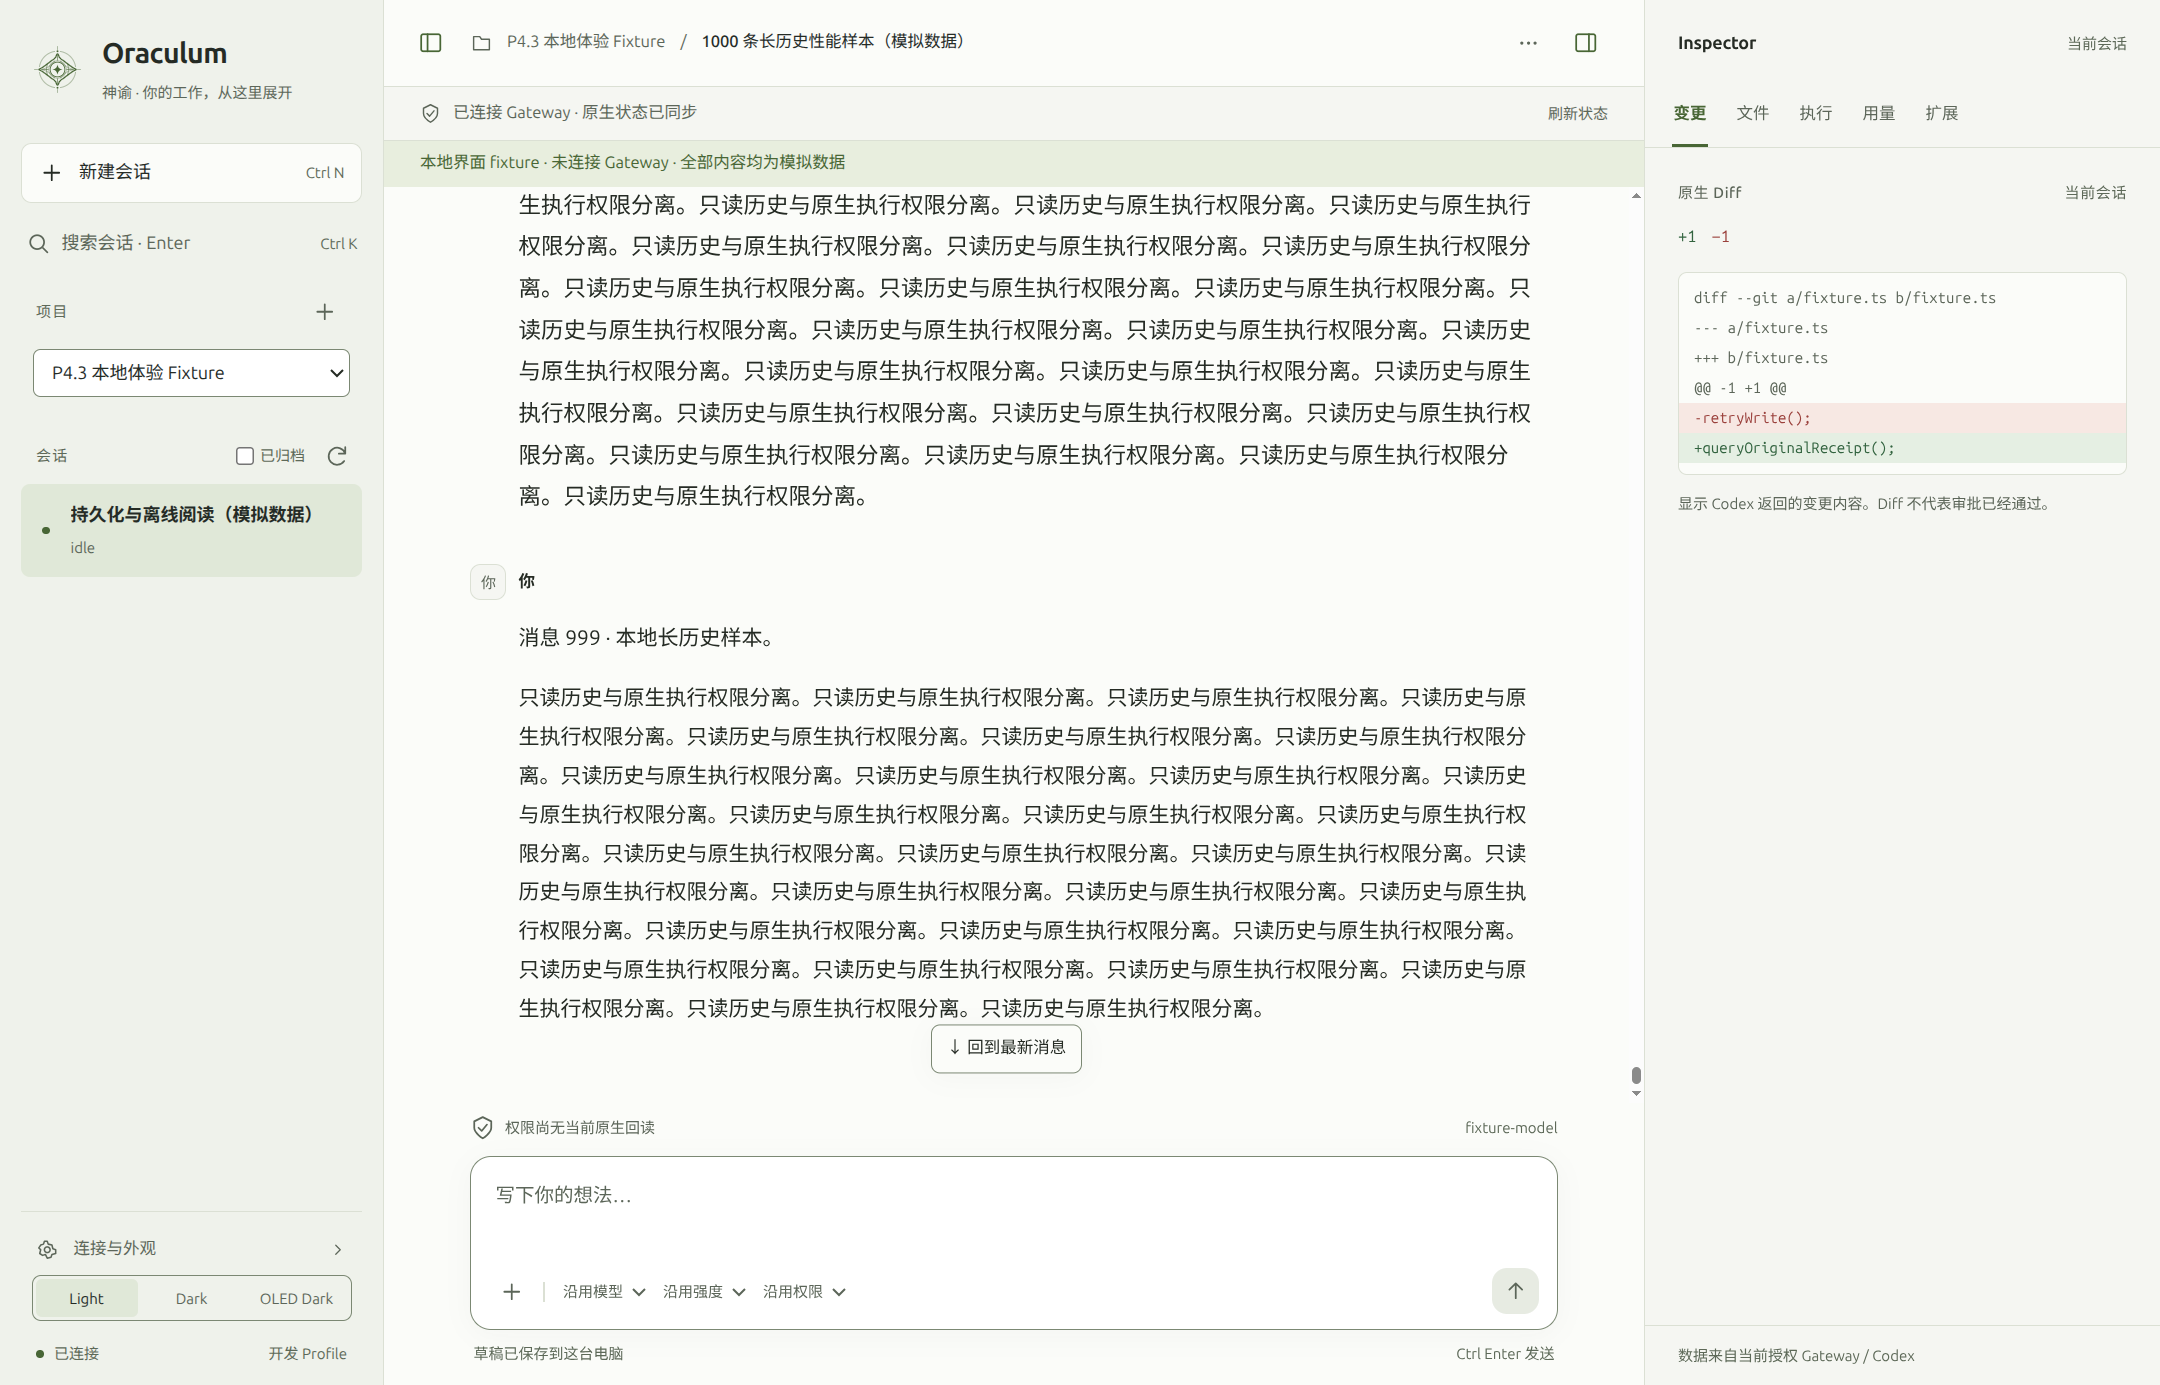 Oraculum
神谕 · 你的工作，从这里展开
新建会话
Ctrl N
搜索会话 · Enter
Ctrl K
项目
P4.3 本地体验 Fixture
会话
已归档
持久化与离线阅读（模拟数据）
idle
连接与外观
Light
Dark
OLED Dark
已连接
开发 Profile
P4.3 本地体验 Fixture / 1000 条长历史性能样本（模拟数据）
已连接 Gateway · 原生状态已同步
刷新状态
本地界面 fixture · 未连接 Gateway · 全部内容均为模拟数据
生执行权限分离。只读历史与原生执行权限分离。只读历史与原生执行权限分离。只读历史与原生执行
权限分离。只读历史与原生执行权限分离。只读历史与原生执行权限分离。只读历史与原生执行权限分
离。只读历史与原生执行权限分离。只读历史与原生执行权限分离。只读历史与原生执行权限分离。只
读历史与原生执行权限分离。只读历史与原生执行权限分离。只读历史与原生执行权限分离。只读历史
与原生执行权限分离。只读历史与原生执行权限分离。只读历史与原生执行权限分离。只读历史与原生
执行权限分离。只读历史与原生执行权限分离。只读历史与原生执行权限分离。只读历史与原生执行权
限分离。只读历史与原生执行权限分离。只读历史与原生执行权限分离。只读历史与原生执行权限分
离。只读历史与原生执行权限分离。
你
你
消息 999 · 本地长历史样本。
只读历史与原生执行权限分离。只读历史与原生执行权限分离。只读历史与原生执行权限分离。只读历史与原
生执行权限分离。只读历史与原生执行权限分离。只读历史与原生执行权限分离。只读历史与原生执行权限分
离。只读历史与原生执行权限分离。只读历史与原生执行权限分离。只读历史与原生执行权限分离。只读历史
与原生执行权限分离。只读历史与原生执行权限分离。只读历史与原生执行权限分离。只读历史与原生执行权
限分离。只读历史与原生执行权限分离。只读历史与原生执行权限分离。只读历史与原生执行权限分离。只读
历史与原生执行权限分离。只读历史与原生执行权限分离。只读历史与原生执行权限分离。只读历史与原生执
行权限分离。只读历史与原生执行权限分离。只读历史与原生执行权限分离。只读历史与原生执行权限分离。
只读历史与原生执行权限分离。只读历史与原生执行权限分离。只读历史与原生执行权限分离。只读历史与原
生执行权限分离。只读历史与原生执行权限分离。只读历史与原生执行权限分离。
↓ 回到最新消息
权限尚无当前原生回读
fixture-model
写下你的想法…
沿用模型
沿用强度
沿用权限
草稿已保存到这台电脑
Ctrl Enter 发送
Inspector
当前会话
变更
文件
执行
用量
扩展
原生 Diff
当前会话
+1 −1
diff --git a/fixture.ts b/fixture.ts
--- a/fixture.ts
+++ b/fixture.ts
@@ -1 +1 @@
-retryWrite();
+queryOriginalReceipt();
显示 Codex 返回的变更内容。Diff 不代表审批已经通过。
数据来自当前授权 Gateway / Codex